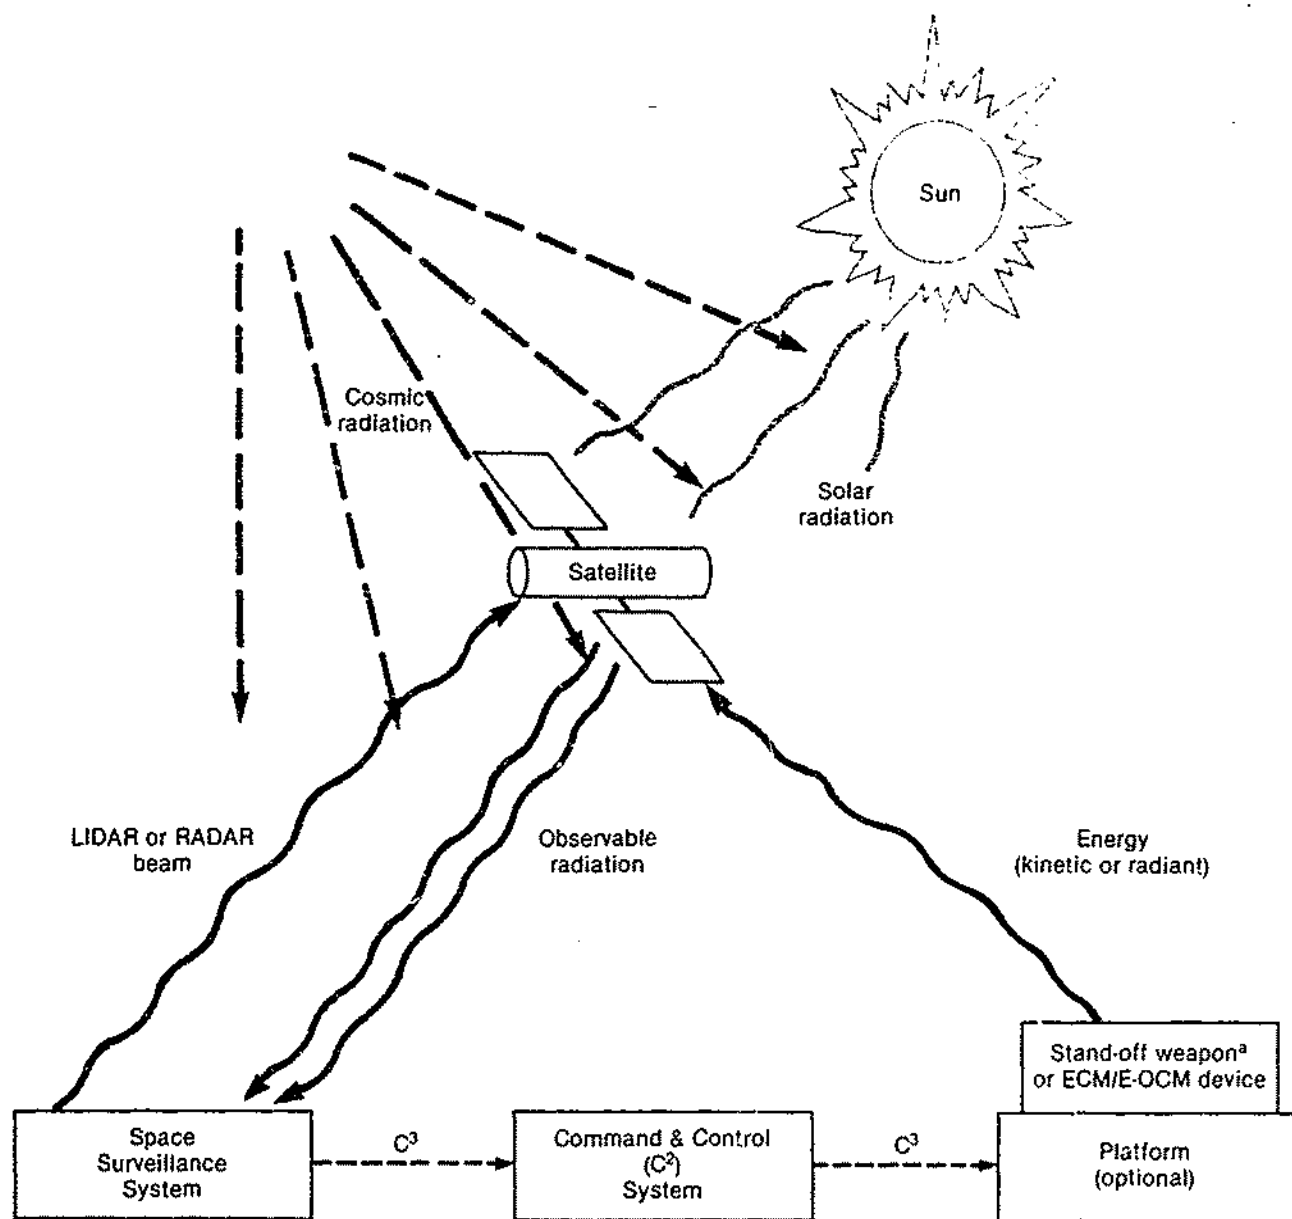 Sun
Cosmic
radiation
Solar
radiation
Satellite
LIDAR or RADAR
beam
Observable
radiation
Energy
(kinetic or radiant)
Stand-off weaponᵃ
or ECM/E-OCM device
Space
Surveillance
System
C³
Command & Control
(C²)
System
C³
Platform
(optional)